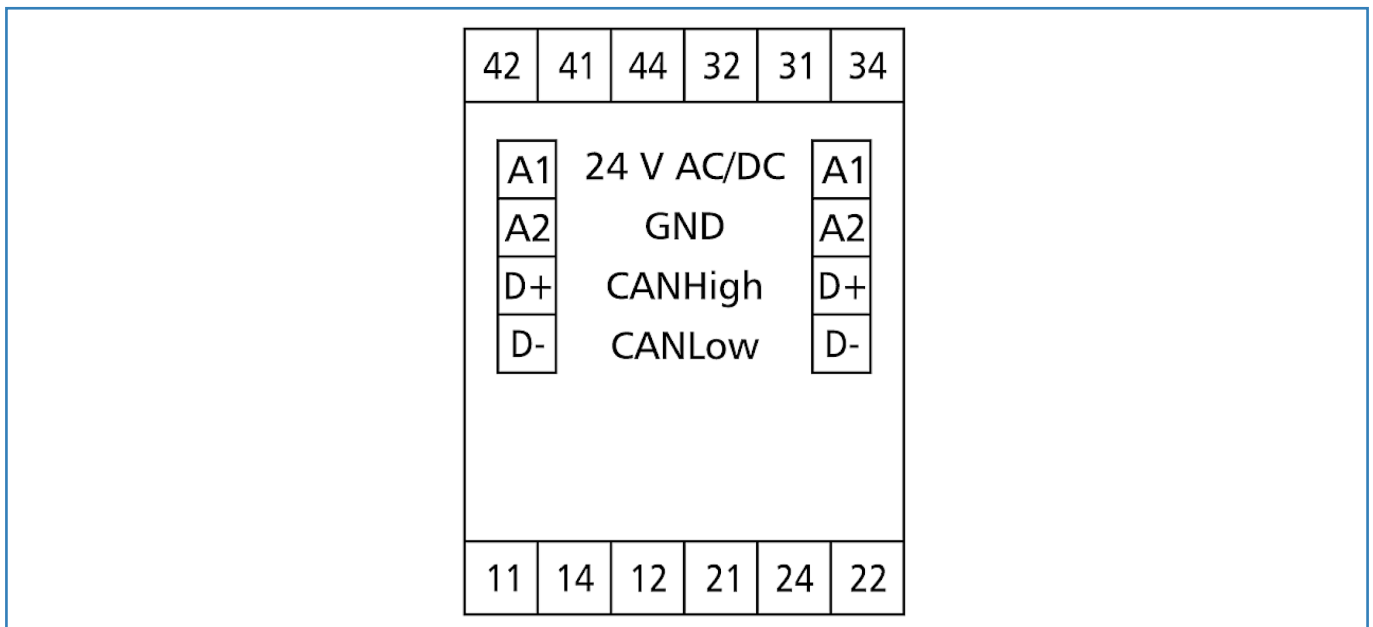 42 41 44 32 31 34
A1 24 V AC/DC A1
A2 GND A2
D+ CANHigh D+
D- CANLow D-
11 14 12 21 24 22